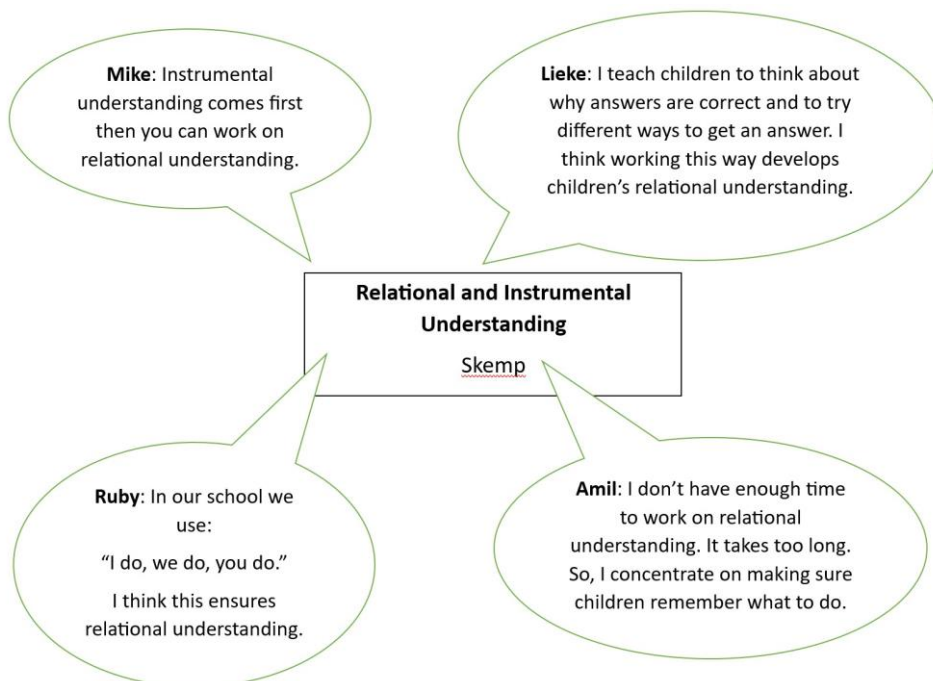 Mike: Instrumental
understanding comes first
then you can work on
relational understanding.
Lieke: I teach children to think about
why answers are correct and to try
different ways to get an answer. I
think working this way develops
children’s relational understanding.
Relational and Instrumental
Understanding
Skemp
Ruby: In our school we
use:
“I do, we do, you do.”
I think this ensures
relational understanding.
Amil: I don’t have enough time
to work on relational
understanding. It takes too long.
So, I concentrate on making sure
children remember what to do.